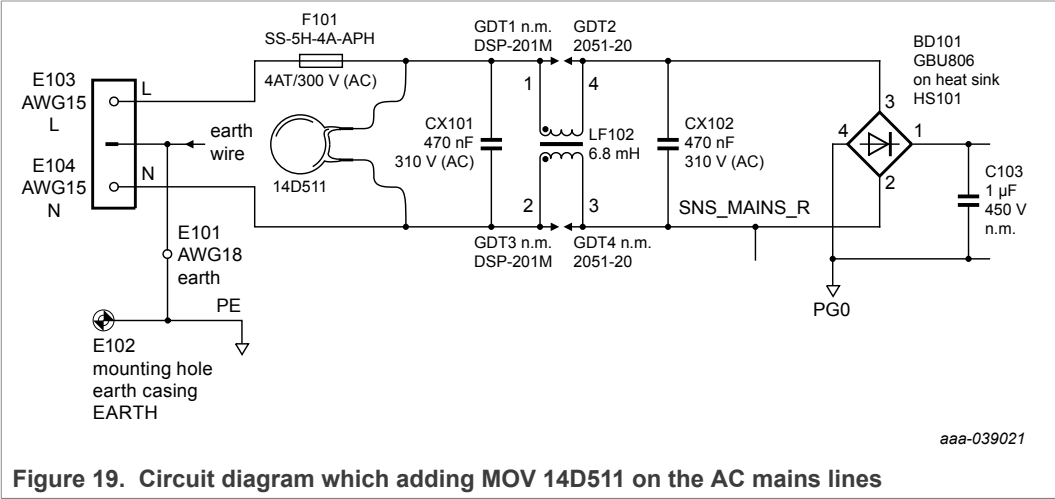 F101
SS-5H-4A-APH
4AT/300 V (AC)
GDT1 n.m.
DSP-201M
GDT2
2051-20
BD101
GBU806
on heat sink
HS101
E103
AWG15
L
L
earth
wire
E104
AWG15
N
N
14D511
CX101
470 nF
310 V (AC)
1
4
LF102
6.8 mH
2
3
CX102
470 nF
310 V (AC)
3
4
1
2
C103
1 µF
450 V
n.m.
SNS_MAINS_R
GDT3 n.m.
DSP-201M
GDT4 n.m.
2051-20
E101
AWG18
earth
PE
PG0
E102
mounting hole
earth casing
EARTH
aaa-039021
Figure 19. Circuit diagram which adding MOV 14D511 on the AC mains lines